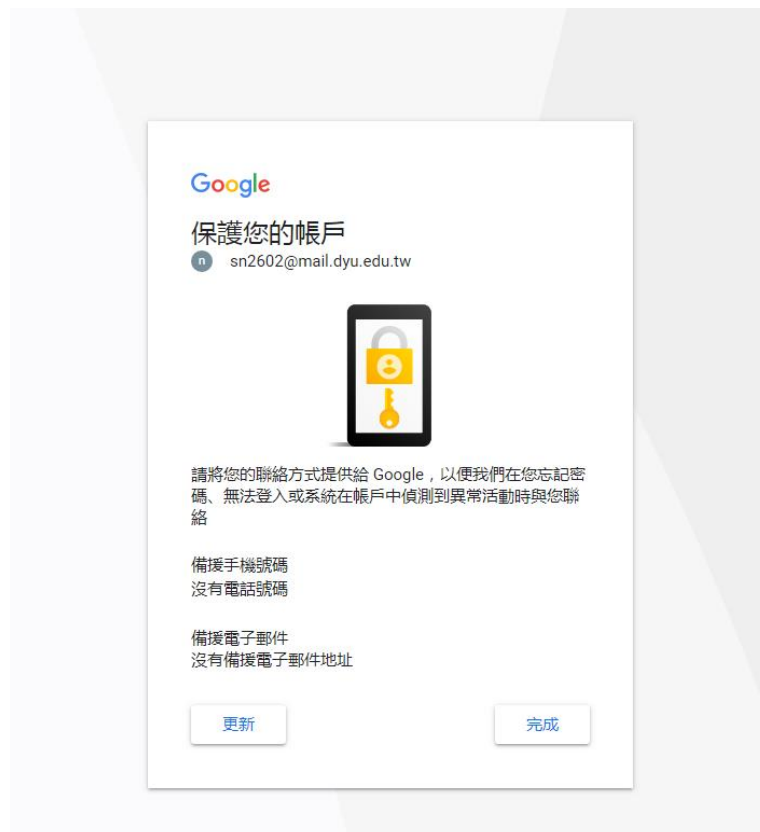 Google
保護您的帳戶
n sn2602@mail.dyu.edu.tw
請將您的聯絡方式提供給 Google，以便我們在您忘記密
碼、無法登入或系統在帳戶中偵測到異常活動時與您聯
絡
備援手機號碼
沒有電話號碼
備援電子郵件
沒有備援電子郵件地址
更新 完成